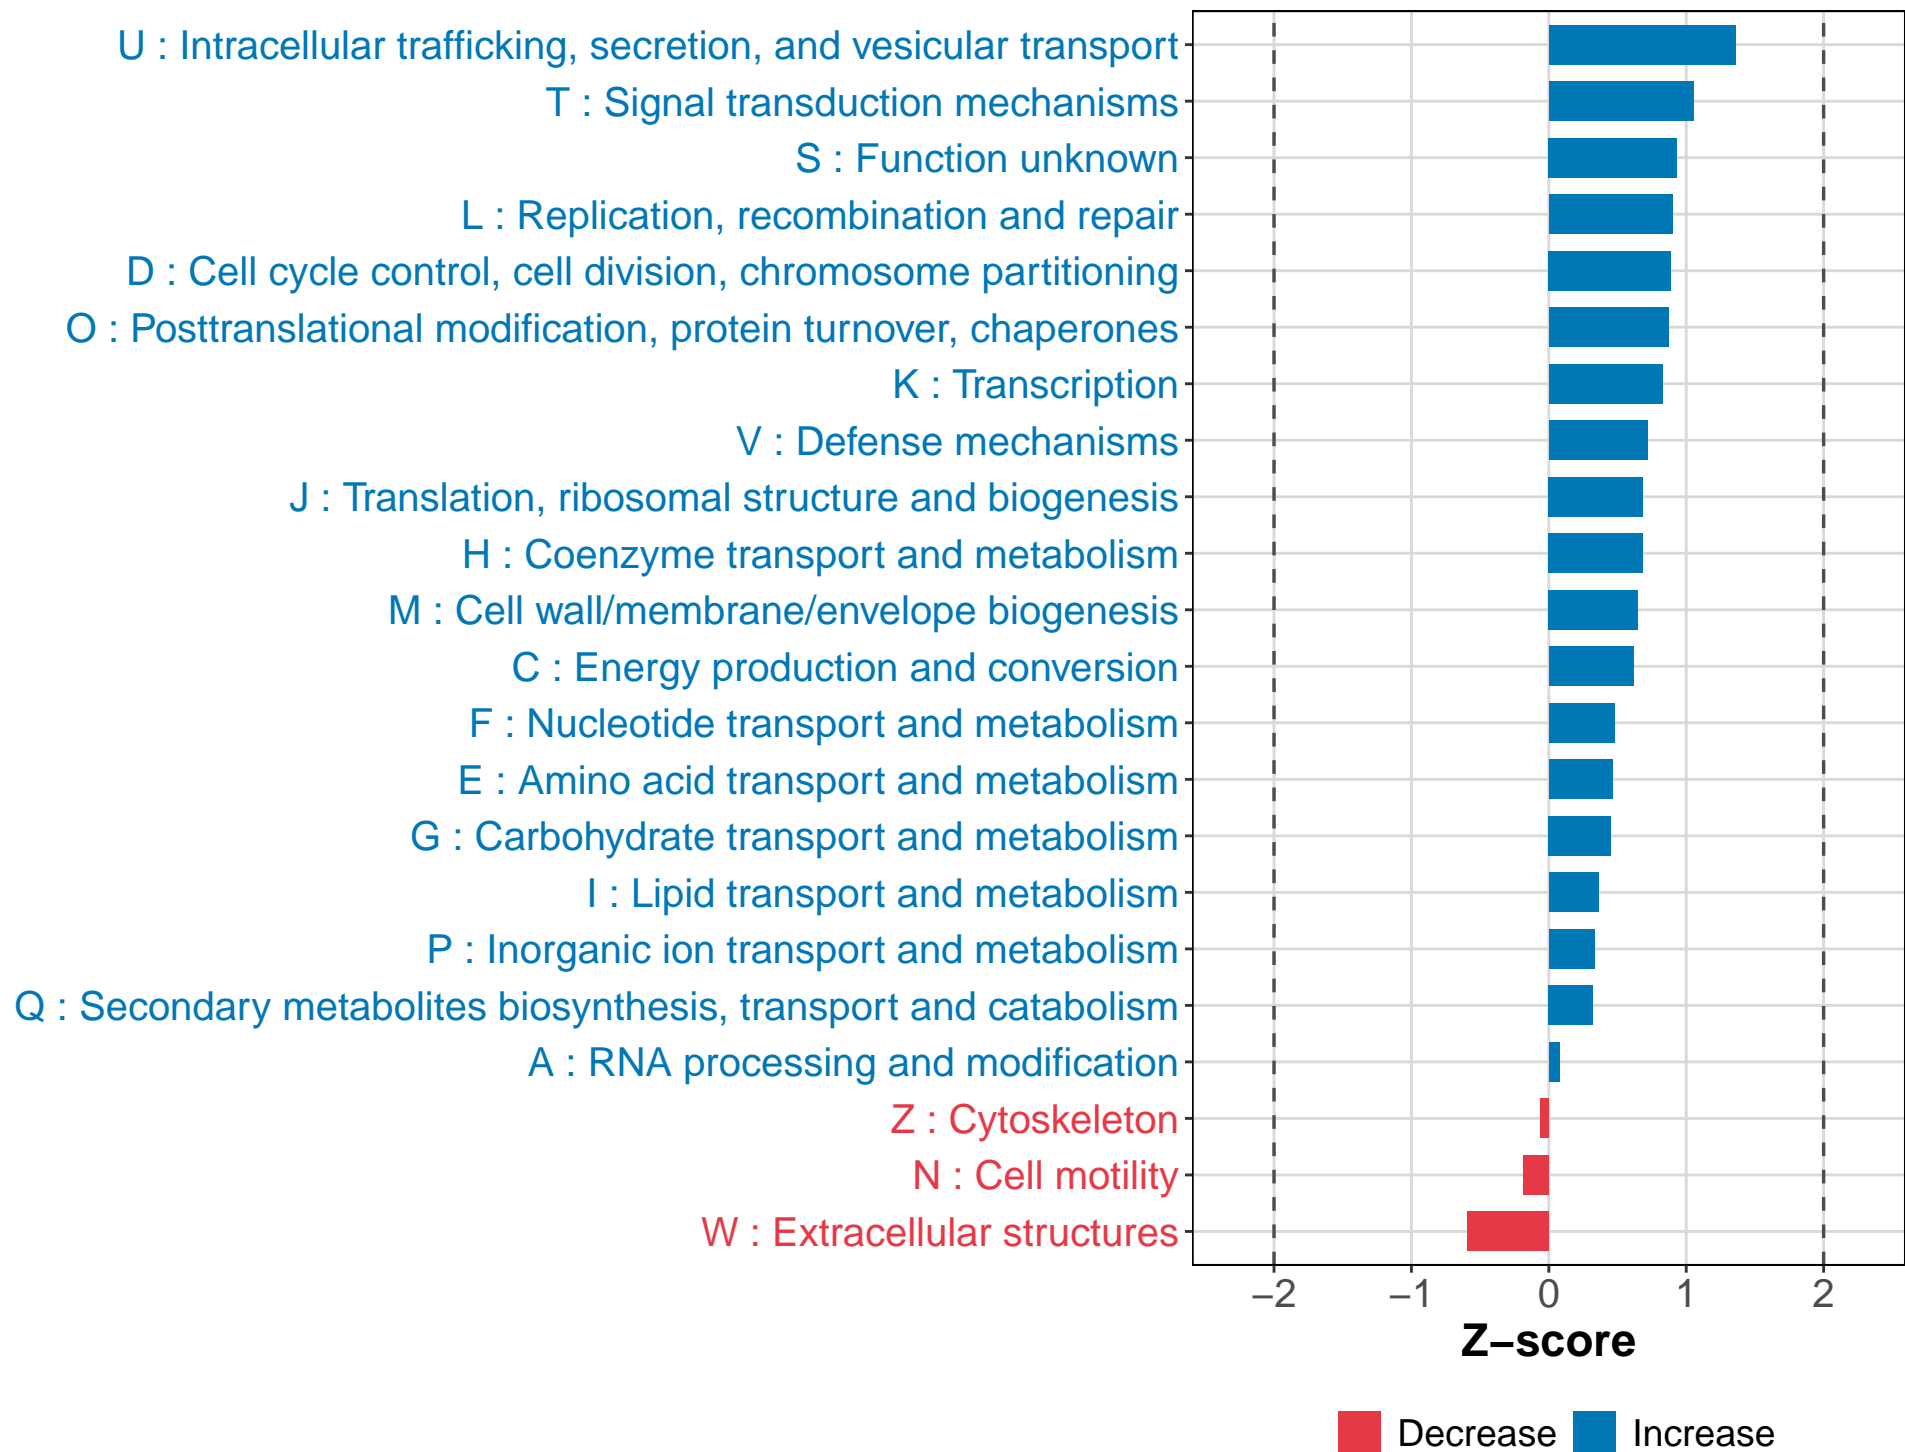 U : Intracellular trafficking, secretion, and vesicular transport
T : Signal transduction mechanisms
S : Function unknown
L : Replication, recombination and repair
D : Cell cycle control, cell division, chromosome partitioning
O : Posttranslational modification, protein turnover, chaperones
K : Transcription
V : Defense mechanisms
J : Translation, ribosomal structure and biogenesis
H : Coenzyme transport and metabolism
M : Cell wall/membrane/envelope biogenesis
C : Energy production and conversion
F : Nucleotide transport and metabolism
E : Amino acid transport and metabolism
G : Carbohydrate transport and metabolism
I : Lipid transport and metabolism
P : Inorganic ion transport and metabolism
Q : Secondary metabolites biosynthesis, transport and catabolism
A : RNA processing and modification
Z : Cytoskeleton
N : Cell motility
W : Extracellular structures
−2 −1 0 1 2
Z−score
Decrease Increase